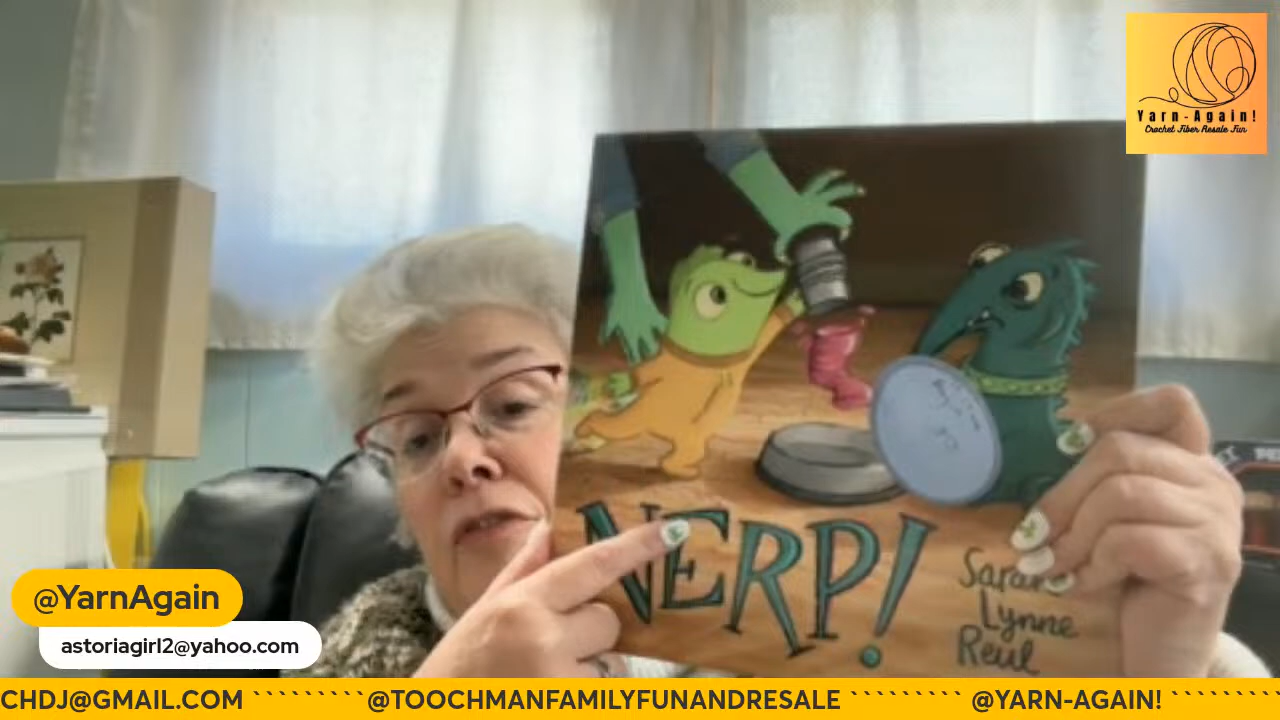 Yarn-Again!
Crochet Fiber Resale Fun
NERP!
Sarah
Lynne
Reul
@YarnAgain
astoriagirl2@yahoo.com
CHDJ@GMAIL.COM ````````` @TOOCHMANFAMILYFUNANDRESALE ````````` @YARN-AGAIN! `````````